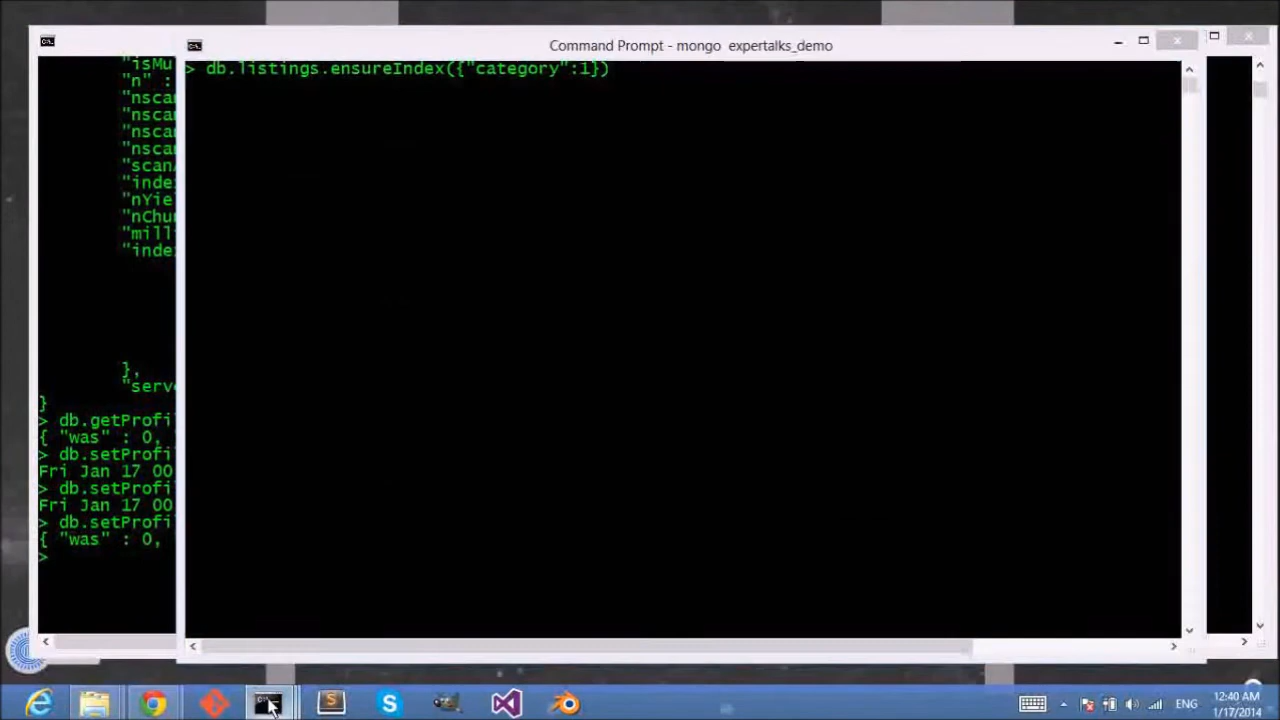 Command Prompt - mongo  expertalks_demo
> db.listings.ensureIndex({"category":1})
"isMu
"n" :
"nsca
"nsca
"nsca
"nsca
"scan
"inde
"nYie
"nChu
"mill
"inde
},
"serv
}
> db.getProfi
{ "was" : 0,
> db.setProfi
Fri Jan 17 00
> db.setProfi
Fri Jan 17 00
> db.setProfi
{ "was" : 0,
>
ENG
12:40 AM
1/17/2014